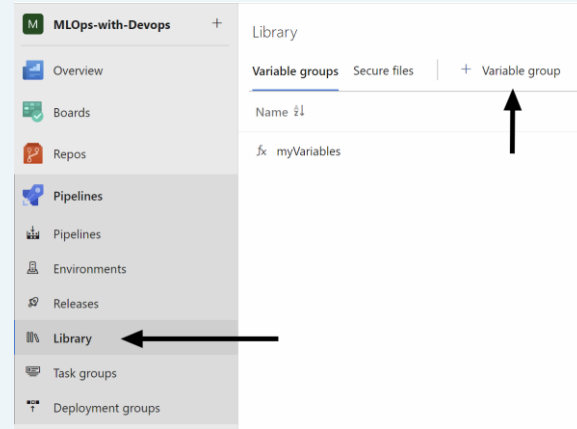 M MLOps-with-Devops +
Overview
Boards
Repos
Pipelines
Pipelines
Environments
Releases
Library
Task groups
Deployment groups
Library
Variable groups Secure files + Variable group
Name
fx myVariables